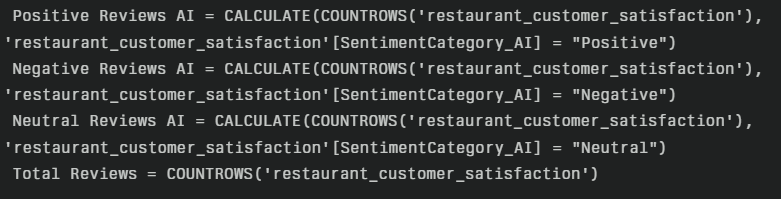 Positive Reviews AI = CALCULATE(COUNTROWS('restaurant_customer_satisfaction'),
'restaurant_customer_satisfaction'[SentimentCategory_AI] = "Positive")
Negative Reviews AI = CALCULATE(COUNTROWS('restaurant_customer_satisfaction'),
'restaurant_customer_satisfaction'[SentimentCategory_AI] = "Negative")
Neutral Reviews AI = CALCULATE(COUNTROWS('restaurant_customer_satisfaction'),
'restaurant_customer_satisfaction'[SentimentCategory_AI] = "Neutral")
Total Reviews = COUNTROWS('restaurant_customer_satisfaction')